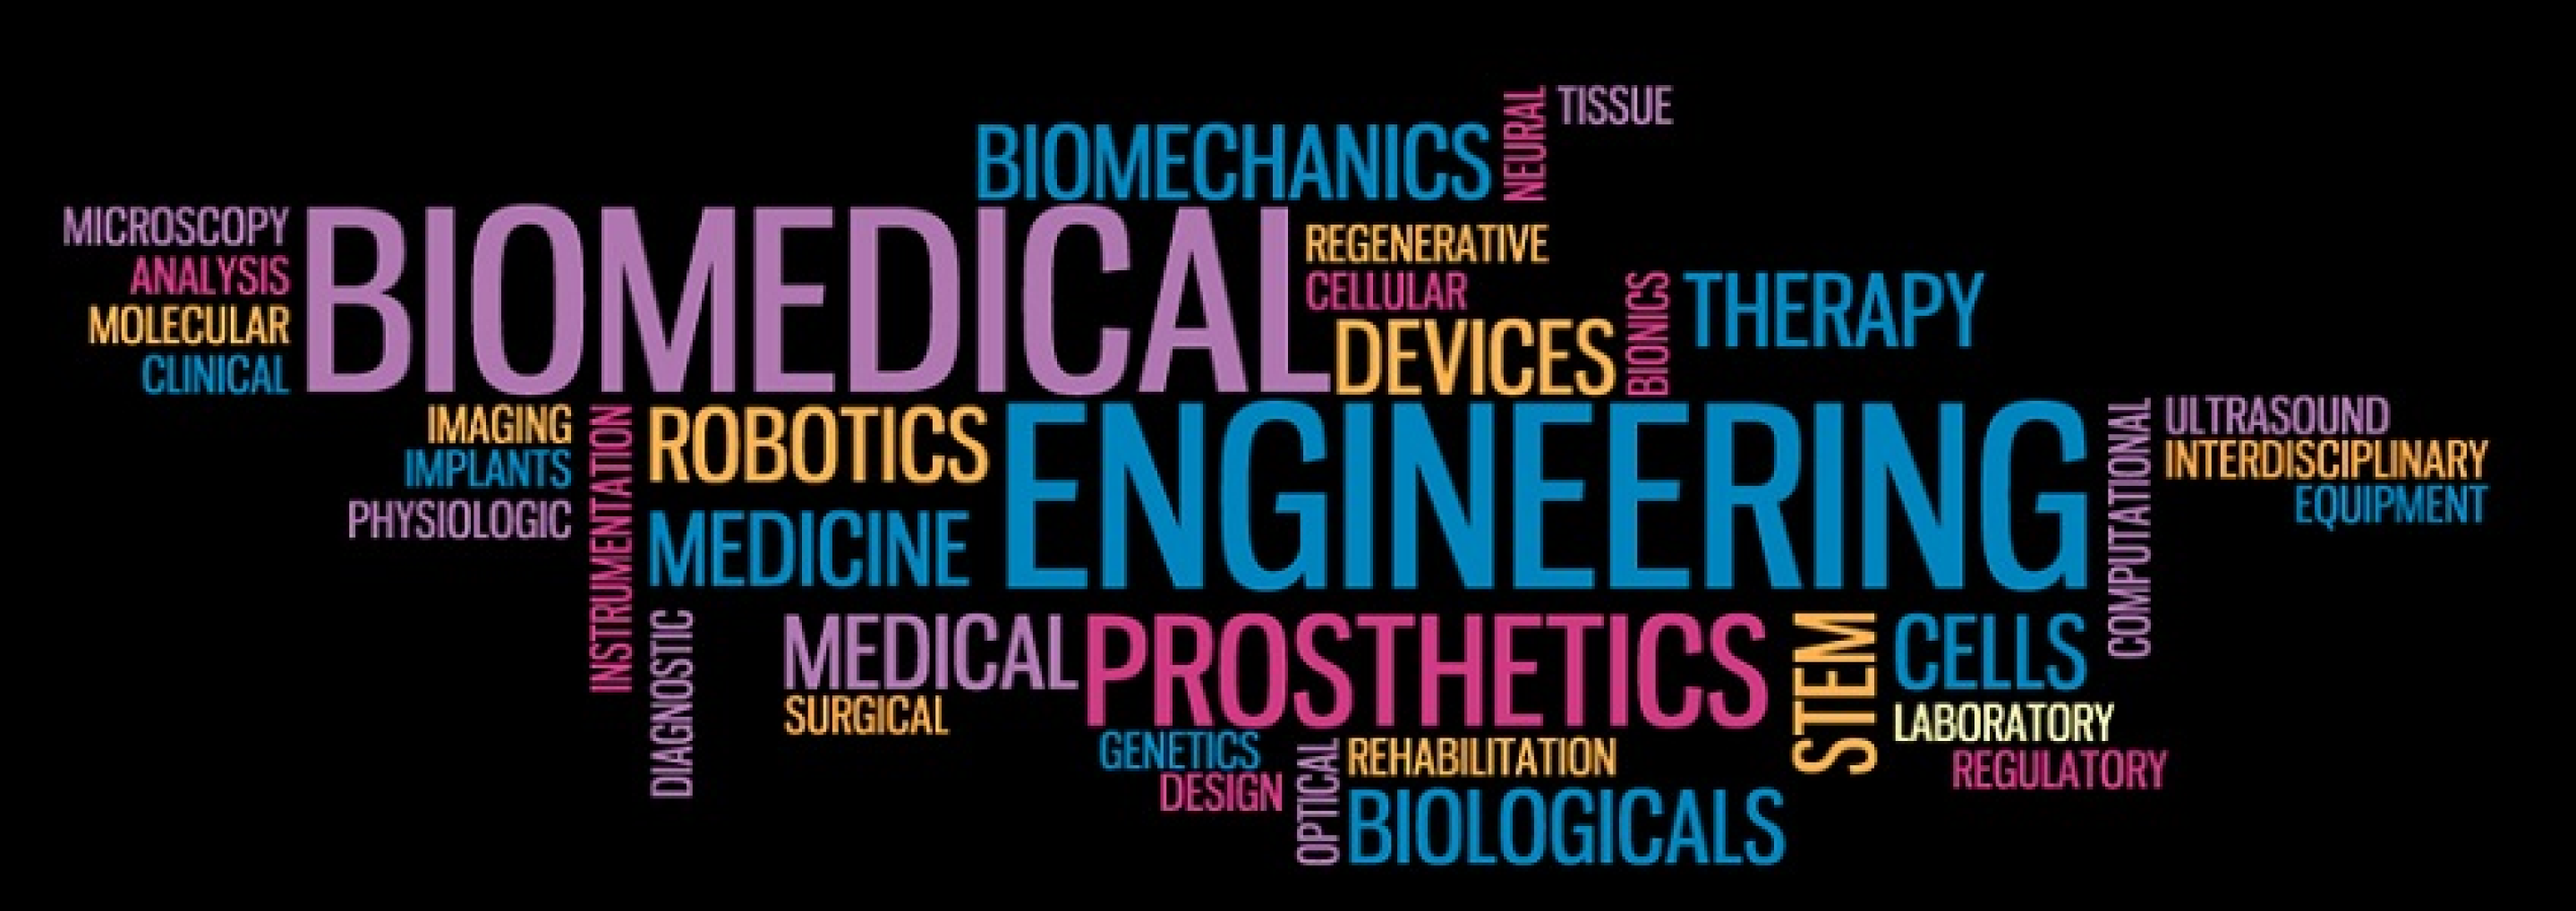 TISSUE
NEURAL
BIOMECHANICS
MICROSCOPY
BIOMEDICAL
REGENERATIVE
ANALYSIS
CELLULAR
BIONICS
THERAPY
MOLECULAR
DEVICES
CLINICAL
IMAGING
INSTRUMENTATION
ROBOTICS
ENGINEERING
COMPUTATIONAL
ULTRASOUND
INTERDISCIPLINARY
IMPLANTS
EQUIPMENT
PHYSIOLOGIC
MEDICINE
DIAGNOSTIC
MEDICAL
PROSTHETICS
STEM
CELLS
SURGICAL
LABORATORY
GENETICS
OPTICAL
REHABILITATION
REGULATORY
DESIGN
BIOLOGICALS